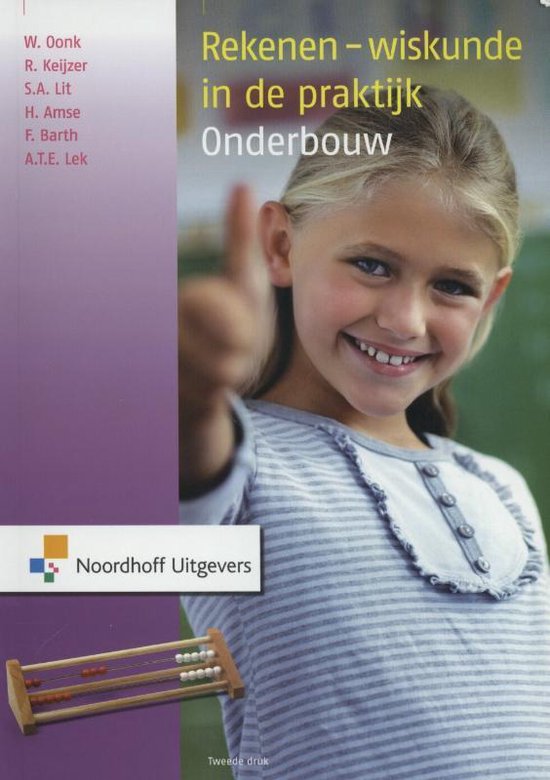 W. Oonk
R. Keijzer
S.A. Lit
H. Amse
F. Barth
A.T.E. Lek
Rekenen – wiskunde
in de praktijk
Onderbouw
Noordhoff Uitgevers
Tweede druk